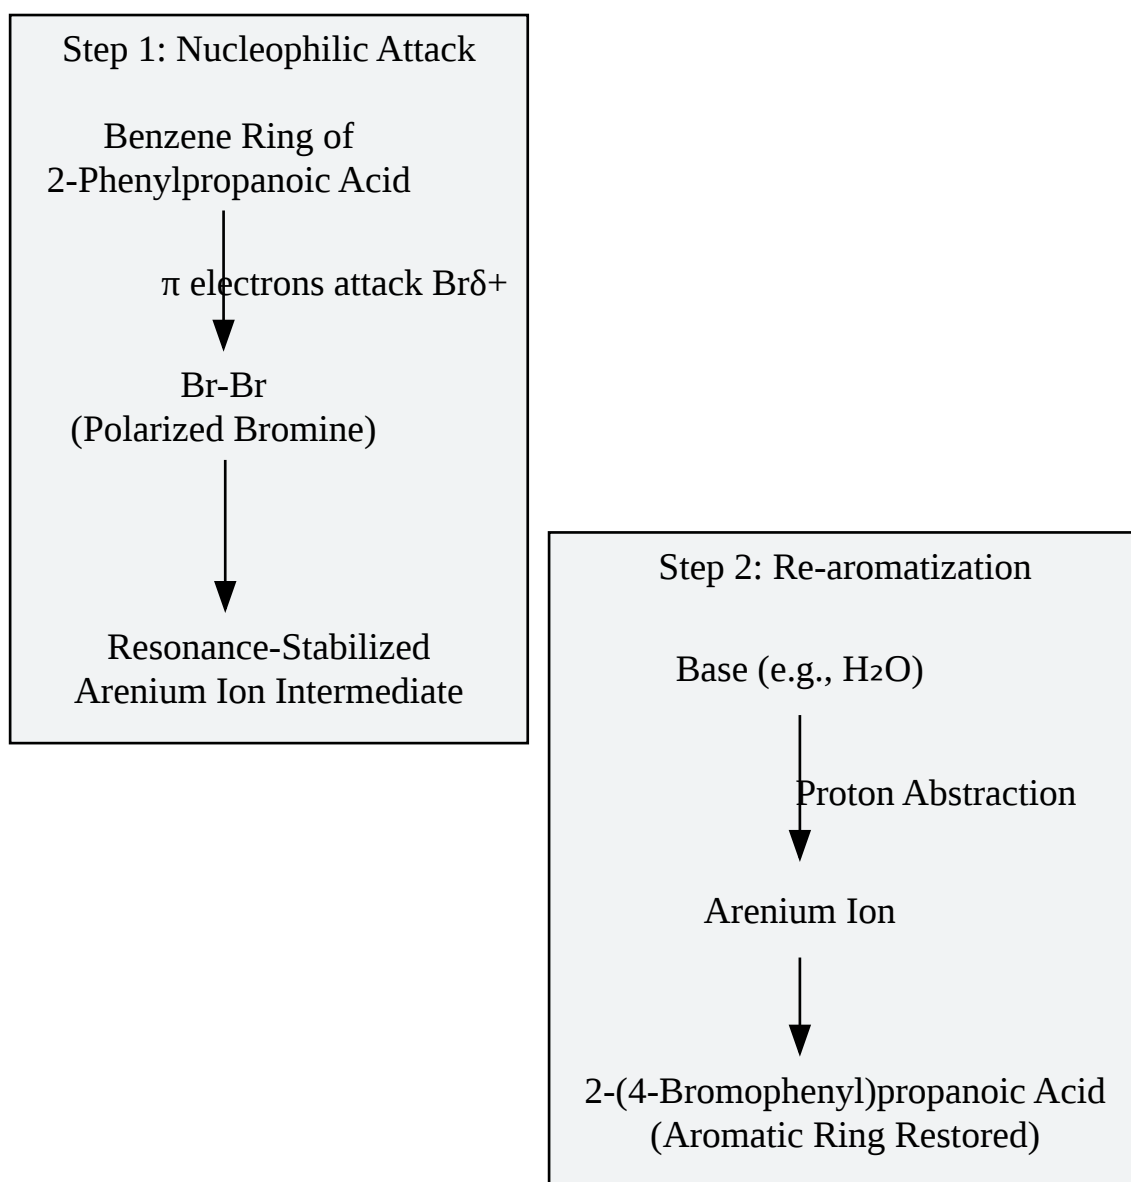 Step 1: Nucleophilic Attack
Benzene Ring of
2-Phenylpropanoic Acid
π electrons attack Brδ+
Br-Br
(Polarized Bromine)
Resonance-Stabilized
Arenium Ion Intermediate
Step 2: Re-aromatization
Base (e.g., H₂O)
Proton Abstraction
Arenium Ion
2-(4-Bromophenyl)propanoic Acid
(Aromatic Ring Restored)